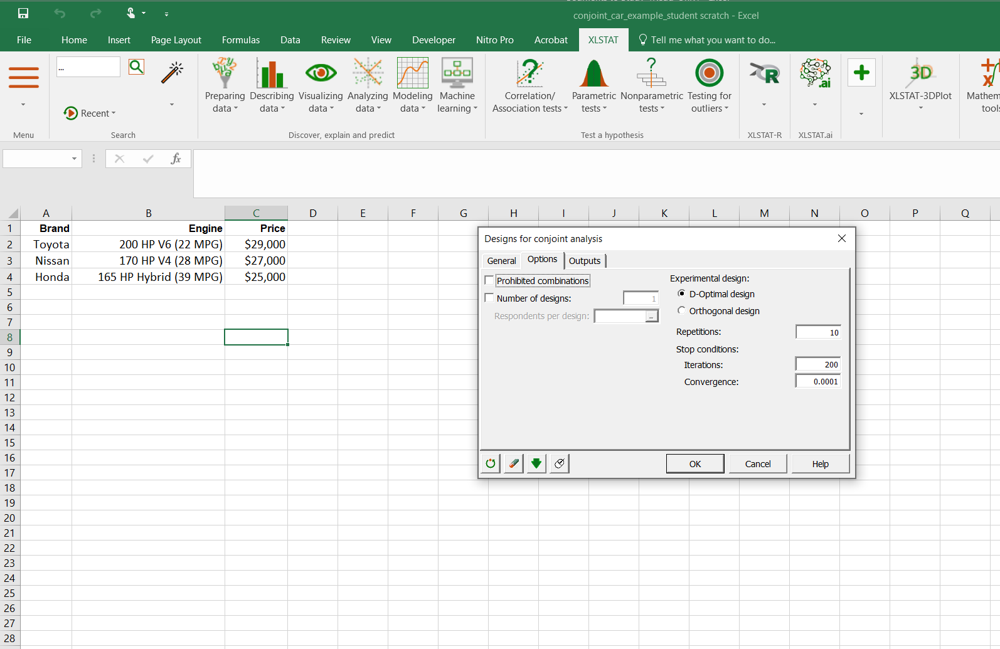 conjoint_car_example_student scratch - Excel
File Home Insert Page Layout Formulas Data Review View Developer Nitro Pro Acrobat XLSTAT Tell me what you want to do...
...
Recent
Menu
Search
Preparing data
Describing data
Visualizing data
Analyzing data
Modeling data
Machine learning
Discover, explain and predict
Correlation/ Association tests
Parametric tests
Nonparametric tests
Testing for outliers
Test a hypothesis
R
XLSTAT-R
.ai
XLSTAT.ai
3D
XLSTAT-3DPlot
fx
A B C D E F G H I J K L M N O P Q
1 Brand Engine Price
2 Toyota 200 HP V6 (22 MPG) $29,000
3 Nissan 170 HP V4 (28 MPG) $27,000
4 Honda 165 HP Hybrid (39 MPG) $25,000
5
6
7
8
9
10
11
12
13
14
15
16
17
18
19
20
21
22
23
24
25
26
27
28
Designs for conjoint analysis
General Options Outputs
Prohibited combinations
Number of designs: 1
Respondents per design: _
Experimental design:
D-Optimal design
Orthogonal design
Repetitions: 10
Stop conditions:
Iterations: 200
Convergence: 0.0001
OK Cancel Help